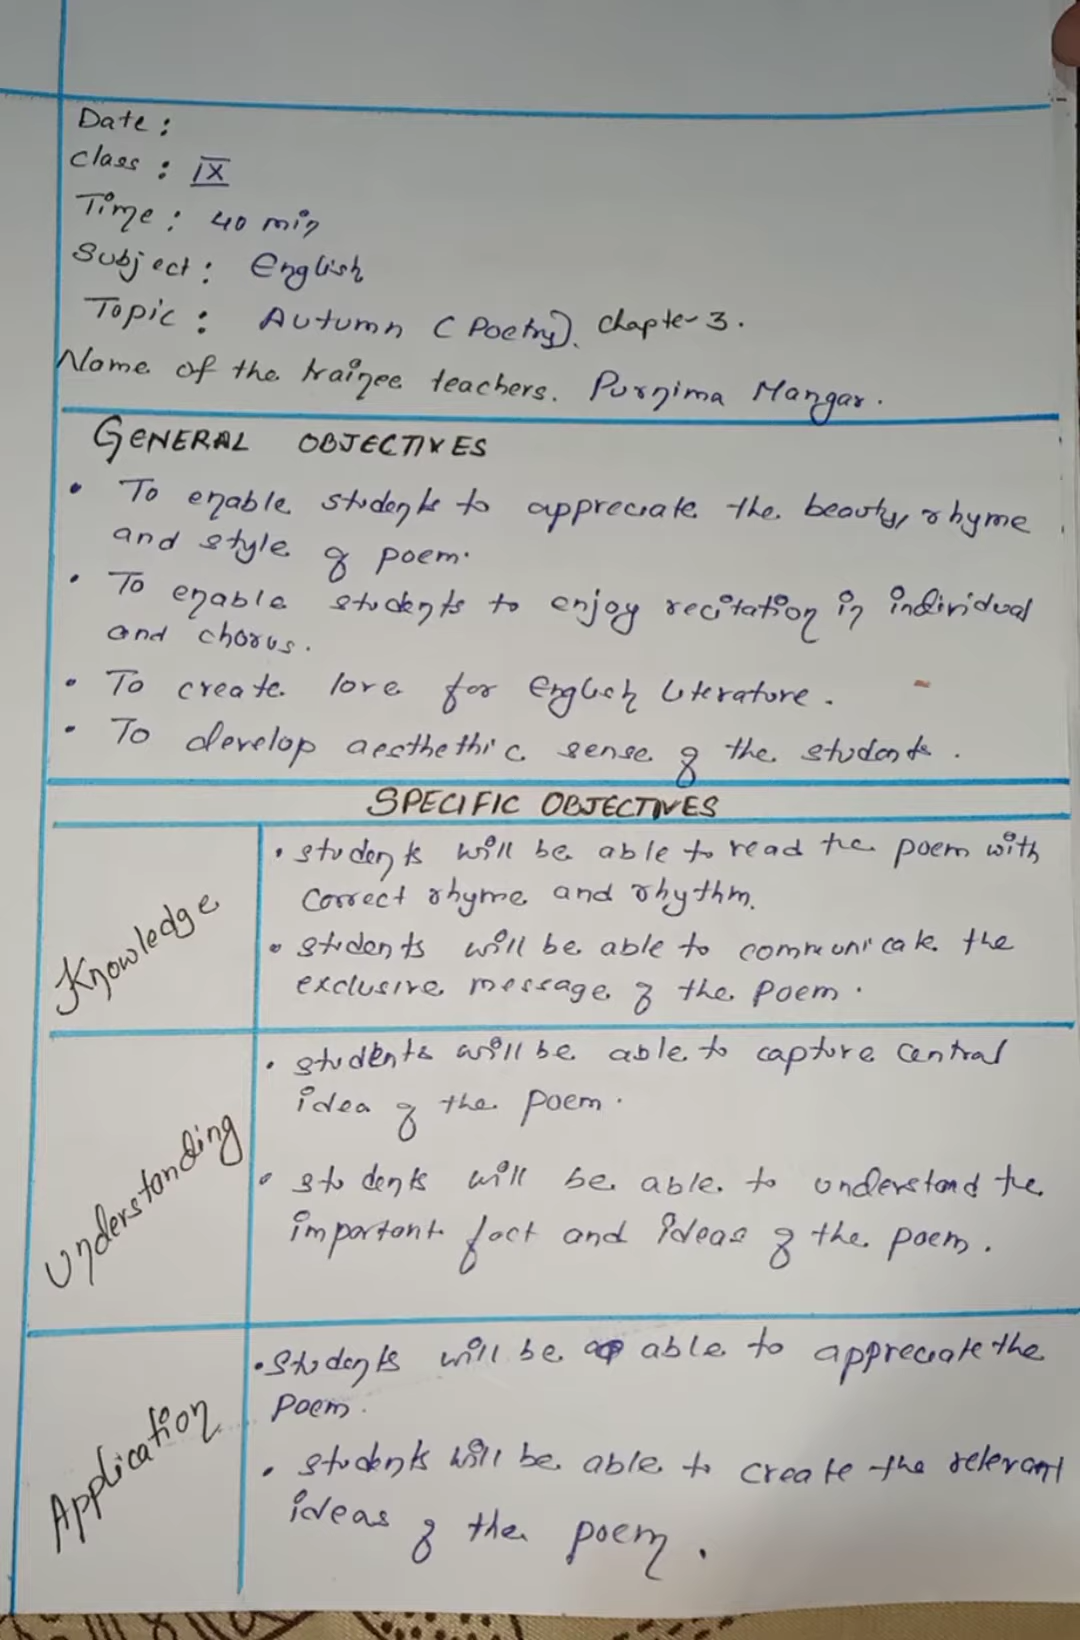 Date :
Class : IX
Time : 40 min
Subject : English
Topic : Autumn (Poetry). Chapter 3.
Name of the trainee teachers. Purnima Mangar.
GENERAL OBJECTIVES
• To enable students to appreciate the beauty, rhyme
and style of poem.
• To enable students to enjoy recitation in individual
and chorus.
• To create love for English Literature.
• To develop aesthethic sense of the students.
SPECIFIC OBJECTIVES
Knowledge
• students will be able to read the poem with
correct rhyme and rhythm.
• students will be able to communicate the
exclusive message of the poem.
Understanding
• students will be able to capture central
idea of the poem.
• students will be able to understand the
important fact and ideas of the poem.
Application
• Students will be able to appreciate the
poem.
• students will be able to create the relevant
ideas of the poem.